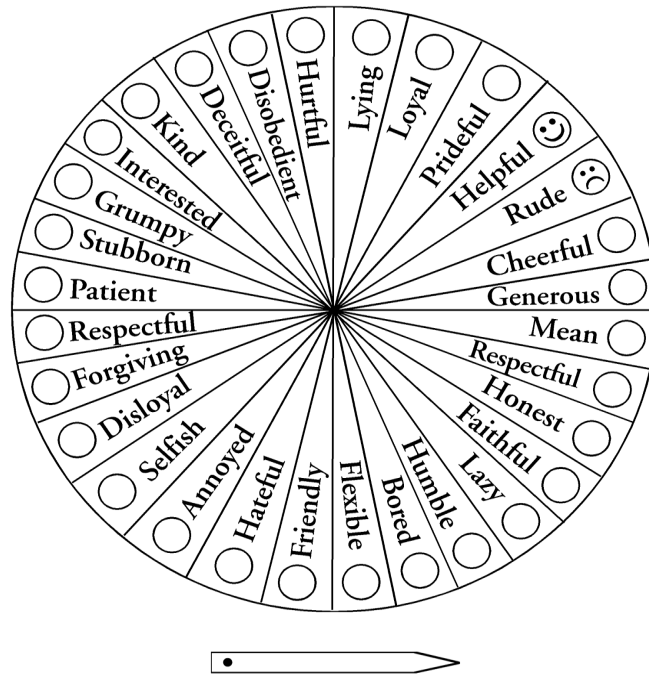 Lying
Loyal
Prideful
Helpful
Rude
Cheerful
Generous
Mean
Respectful
Honest
Faithful
Lazy
Humble
Bored
Flexible
Friendly
Hateful
Annoyed
Selfish
Disloyal
Forgiving
Respectful
Patient
Stubborn
Grumpy
Interested
Kind
Deceitful
Disobedient
Hurtful